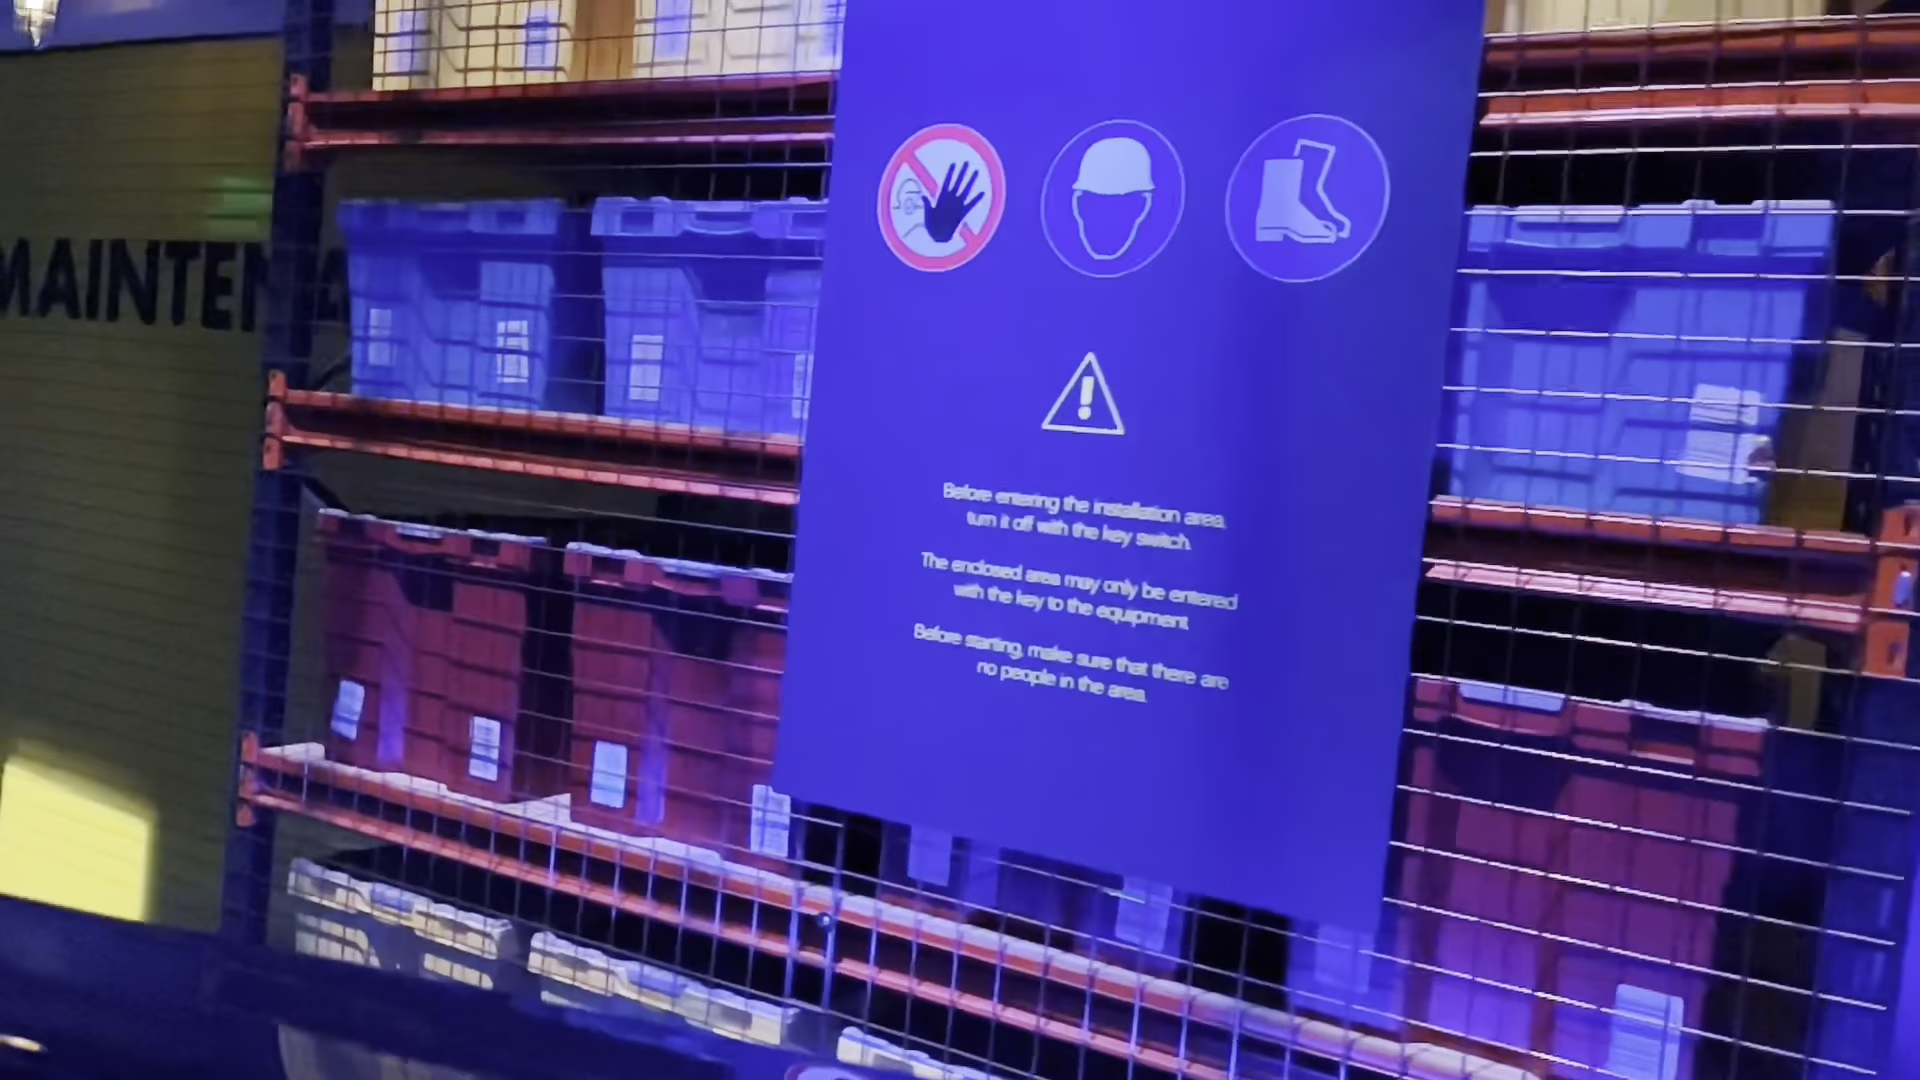 MAINTENA
Before entering the installation area,
turn it off with the key switch.
The enclosed area may only be entered
with the key to the equipment.
Before starting, make sure that there are
no people in the area.